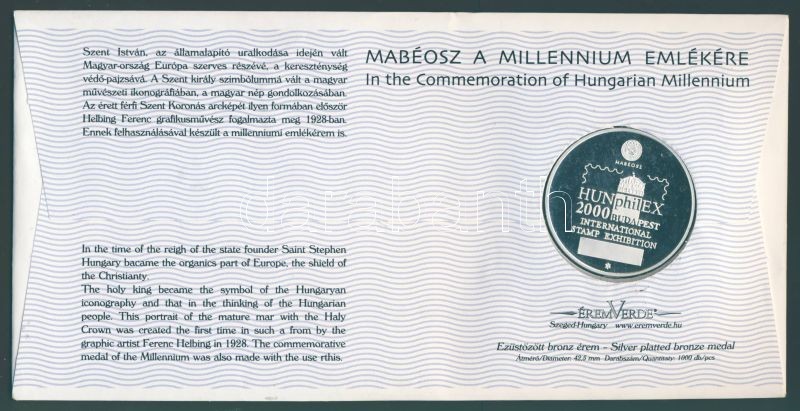 Szent István, az államalapító uralkodása idején vált
Magyarország Európa szerves részévé, a kereszténység
védő-pajzsává. A Szent király szimbólummá vált a magyar
művészeti ikonográfiában, a magyar nép gondolkozásában.
Az érett férfi Szent Koronás arcképét ilyen formában először
Helbing Ferenc grafikusművész fogalmazta meg 1928-ban.
Ennek felhasználásával készült a milleniumi emlékérem is.
In the time of the reigh of the state founder Saint Stephen
Hungary bacame the organics part of Europe, the shield of
the Christianty.
The holy king became the symbol of the Hungaryan
iconography and that in the thinking of the Hungarian
people. This portrait of the mature mar with the Haly
Crown was created the first time in such a from by the
graphic artist Ferenc Helbing in 1928. The commemorative
medal of the Millennium was also made with the use rthis.
MABÉOSZ A MILLENNIUM EMLÉKÉRE
In the Commemoration of Hungarian Millennium
MABÉOSZ
HUNphilEX
2000 BUDAPEST
INTERNATIONAL
STAMP EXHIBITION
ÉREMVERDE
Szeged-Hungary www.eremverde.hu
Ezüstözött bronz érem – Silver platted bronze medal
Átmérő/Diameter: 42,5 mm Darabszám/Quantaty: 1000 db/pcs